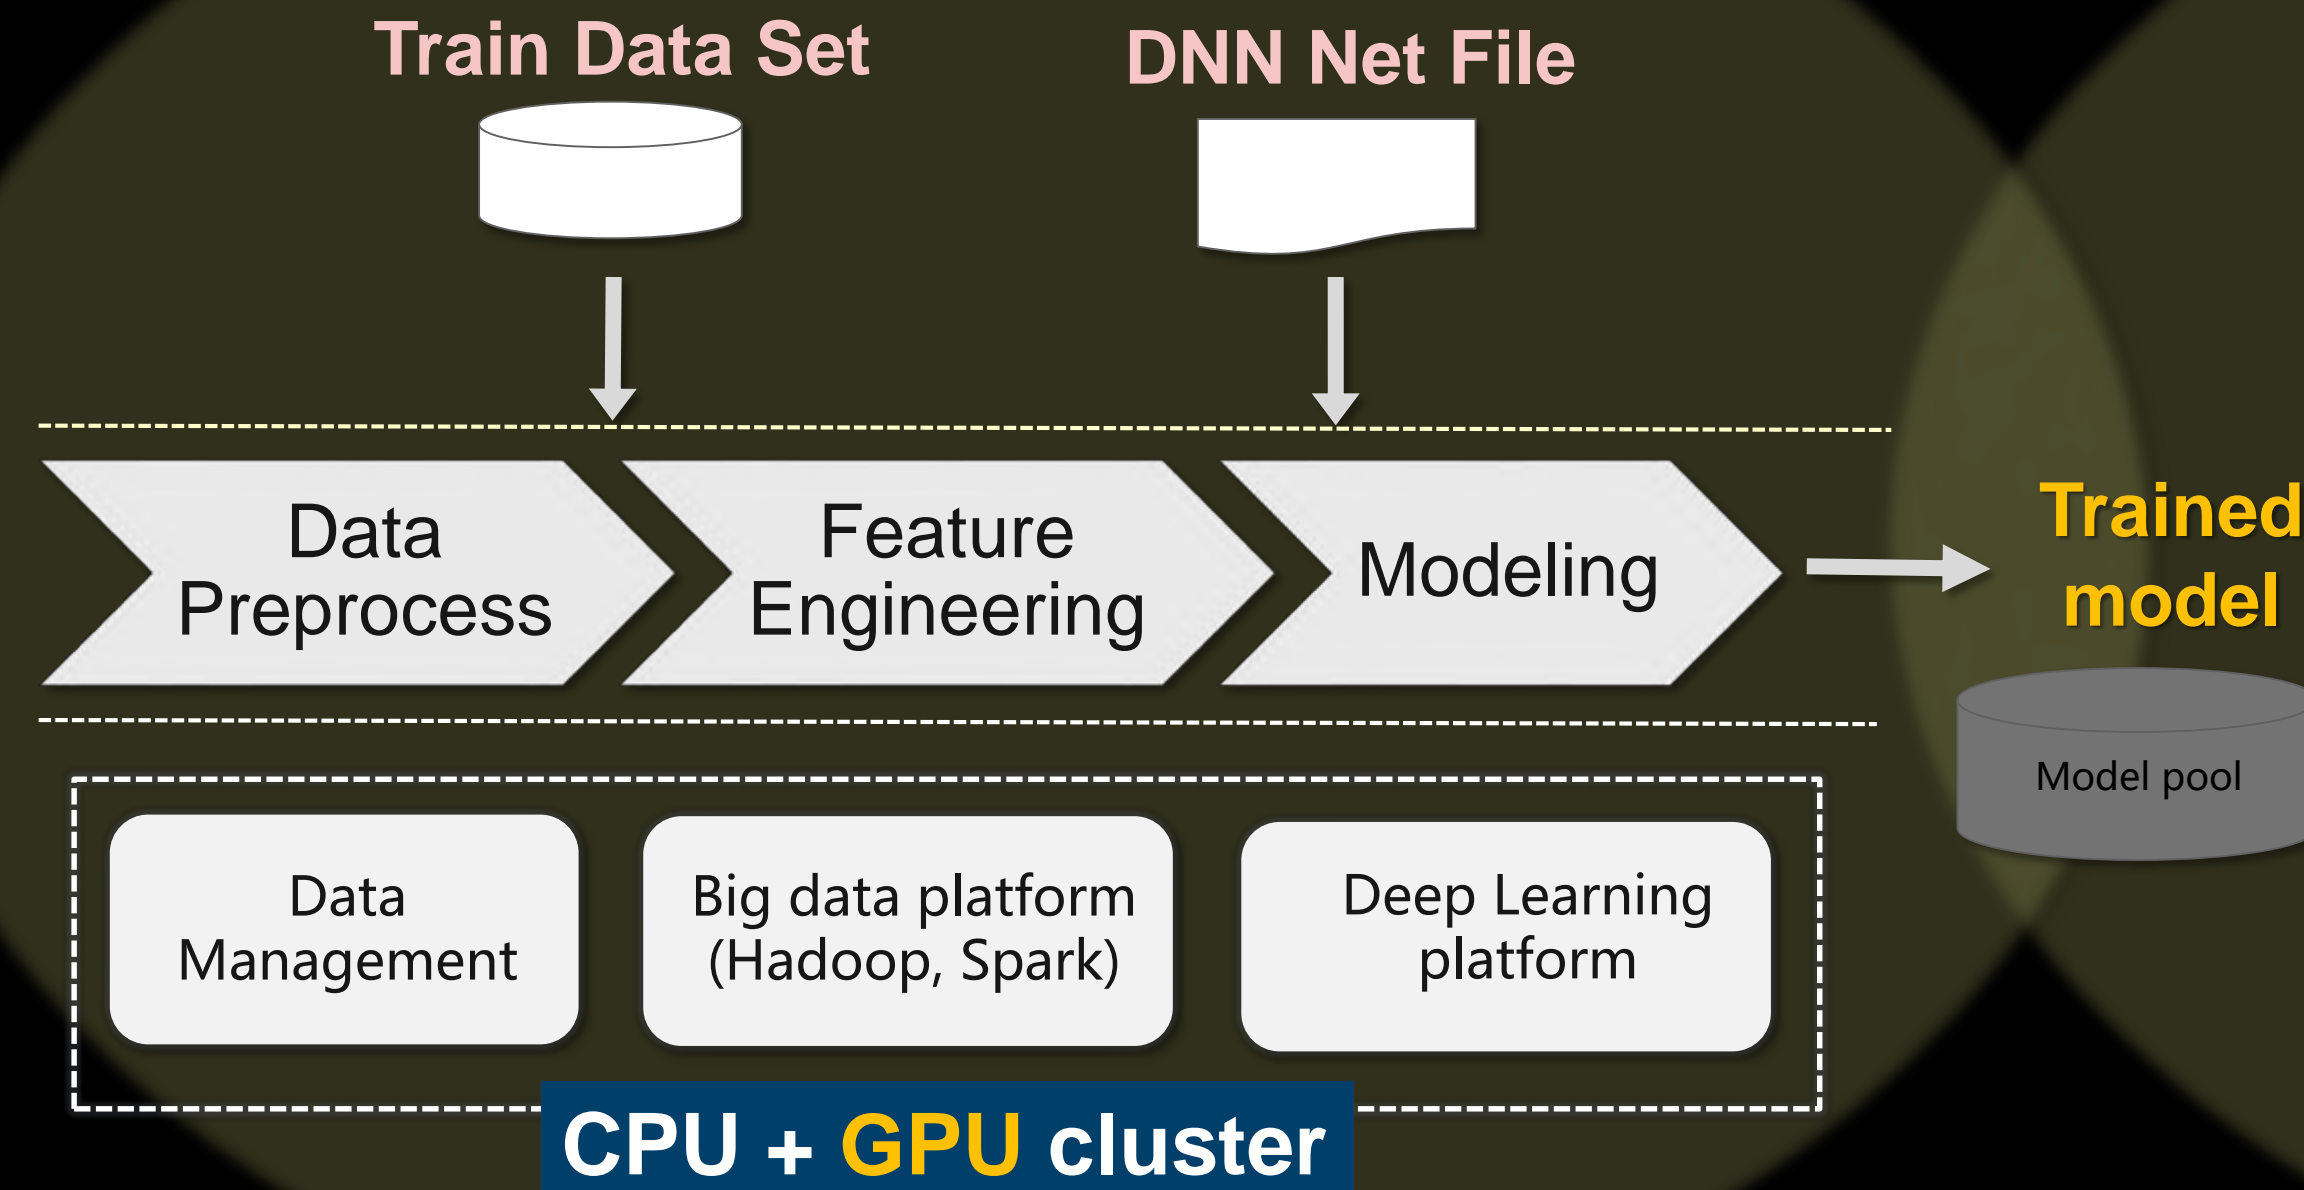 Train Data Set
DNN Net File
Data
Preprocess
Feature
Engineering
Modeling
Trained
model
Model pool
Data
Management
Big data platform
(Hadoop, Spark)
Deep Learning
platform
CPU + GPU cluster